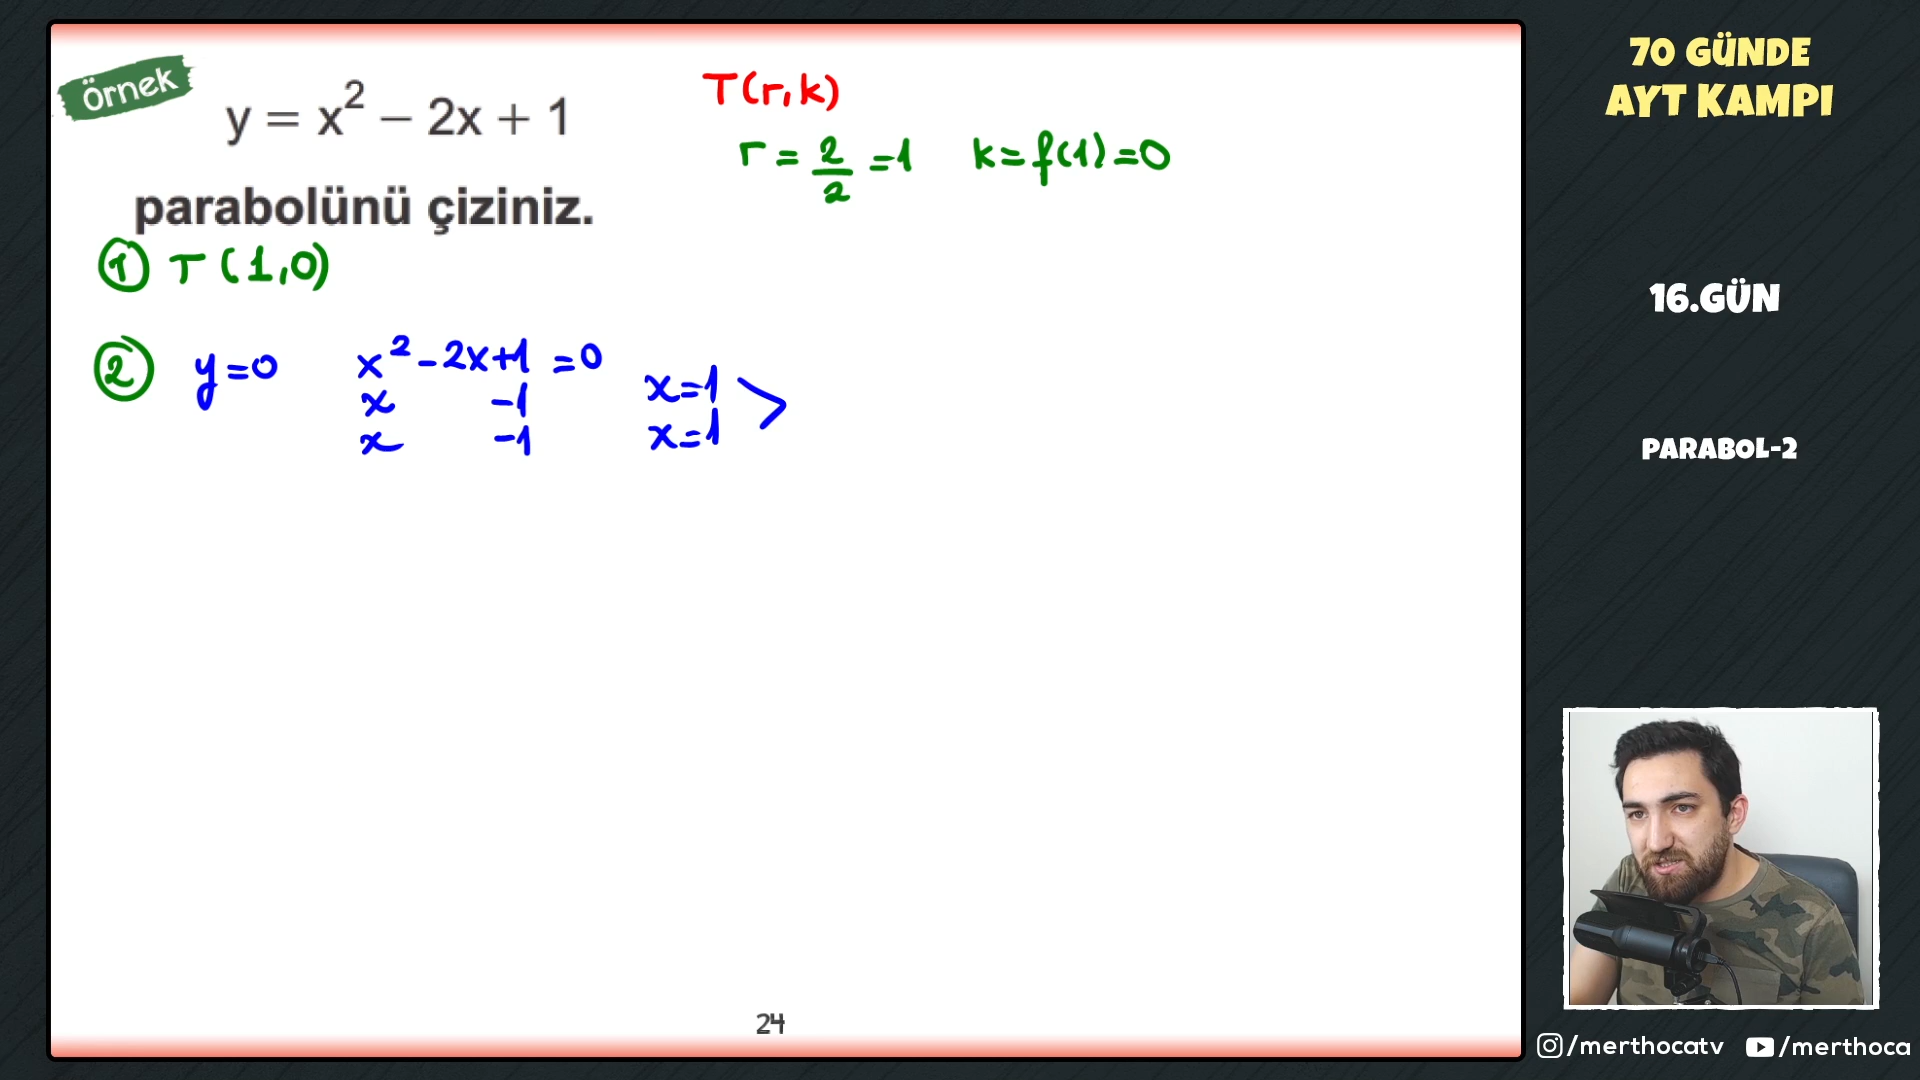 Örnek
y = x² − 2x + 1
parabolünü çiziniz.
T(r,k)
r = 2/2 = 1 k = f(1) = 0
① T (1,0)
② y=0 x² - 2x+1 = 0
x -1
x -1
x=1
x=1 >
24
70 GÜNDE
AYT KAMPI
16.GÜN
PARABOL-2
/merthocatv /merthoca